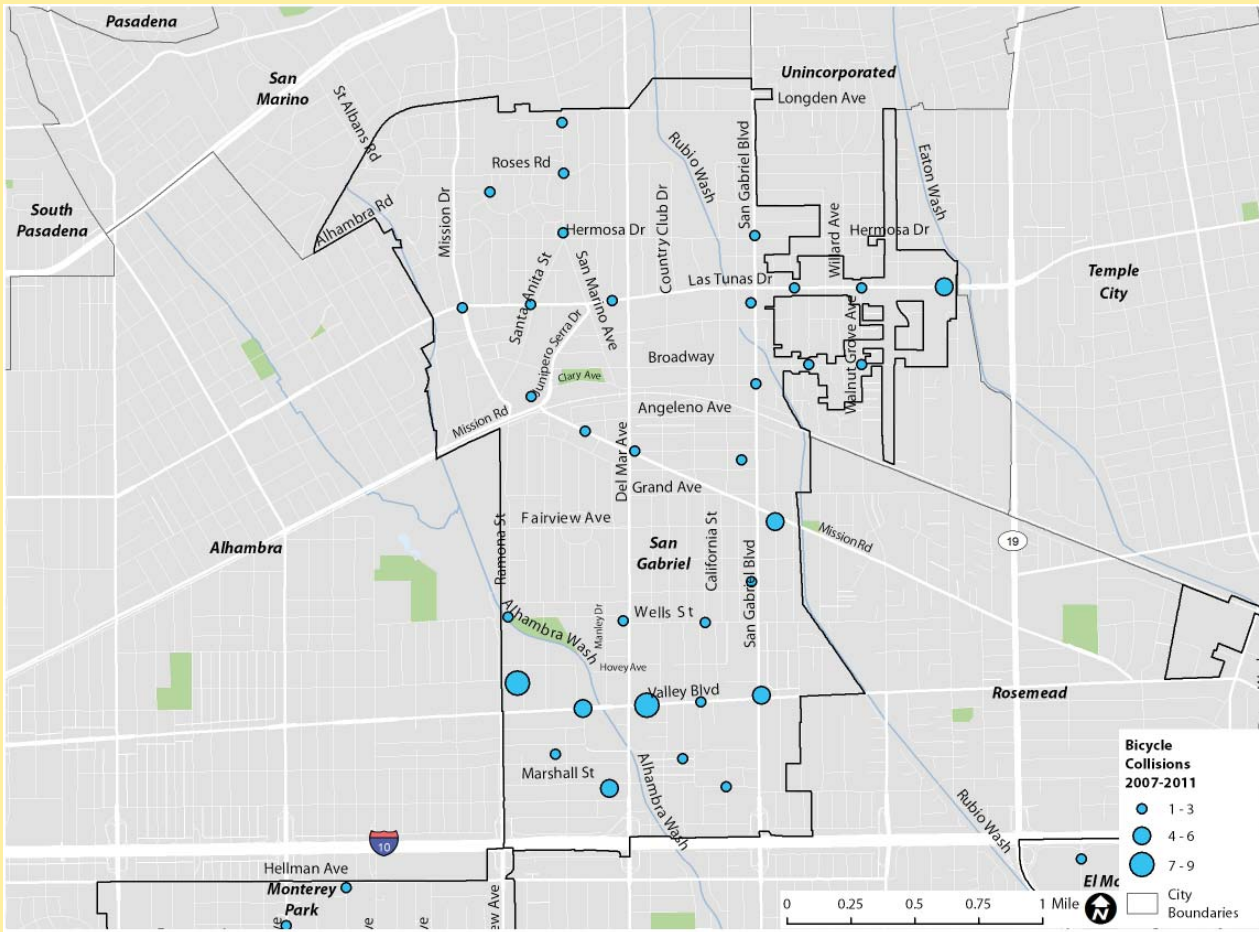 Pasadena
San
Marino
St Albans Rd
Unincorporated
Longden Ave
Roses Rd
Rubio Wash
San Gabriel Blvd
Eaton Wash
South
Pasadena
Alhambra Rd
Mission Dr
Hermosa Dr
Country Club Dr
Willard Ave
Hermosa Dr
Santa Anita St
San Marino Ave
Las Tunas Dr
Temple
City
Junipero Serra Dr
Broadway
Walnut Grove Ave
Clary Ave
Mission Rd
Angeleno Ave
Del Mar Ave
Grand Ave
Fairview Ave
Ramona St
Alhambra
San
Gabriel
California St
San Gabriel Blvd
Mission Rd
19
Alhambra Wash
Manley Dr
Wells St
Hovey Ave
Valley Blvd
Rosemead
Marshall St
Alhambra Wash
Rubio Wash
10
Hellman Ave
Monterey
Park
ew Ave
El Mo
Bicycle
Collisions
2007-2011
1 - 3
4 - 6
7 - 9
City
Boundaries
0 0.25 0.5 0.75 1 Mile
N